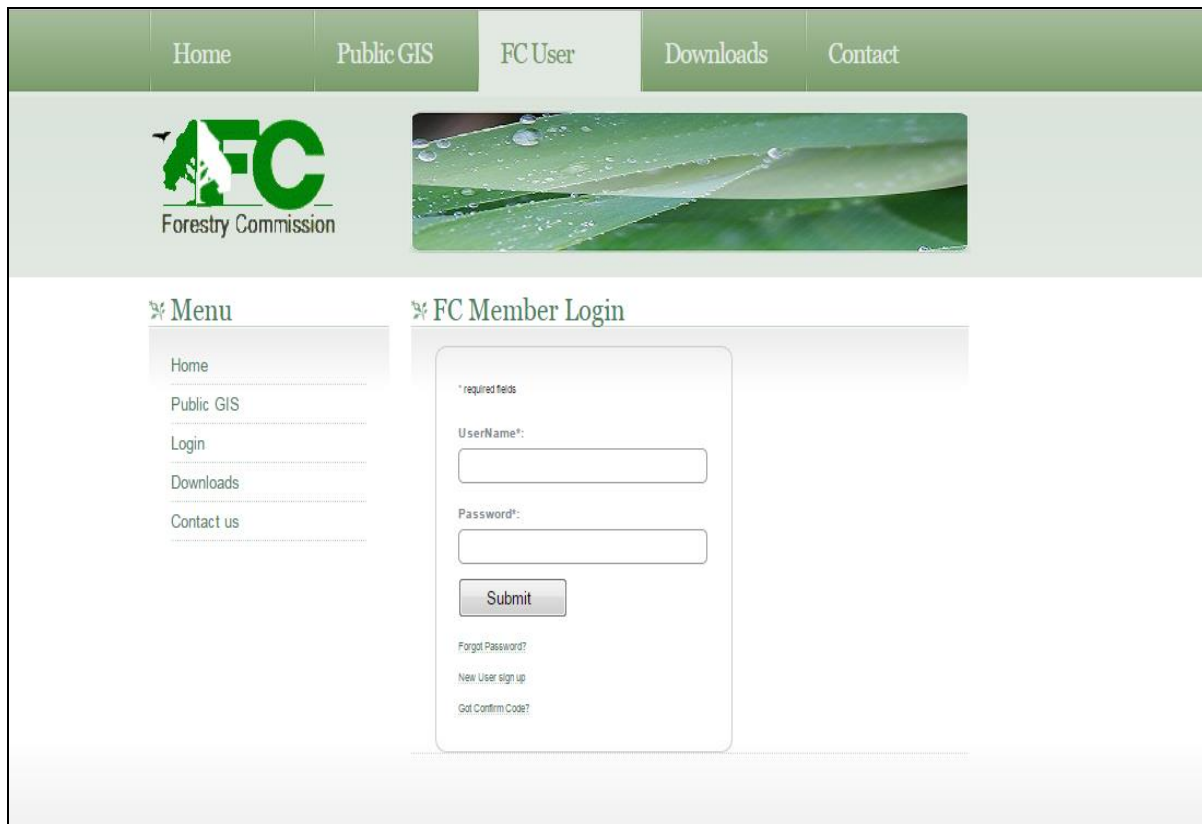 Home Public GIS FC User Downloads Contact
FC
Forestry Commission
Menu
Home
Public GIS
Login
Downloads
Contact us
FC Member Login
* required fields
UserName*:
Password*:
Submit
Forgot Password?
New User sign up
Got Confirm Code?